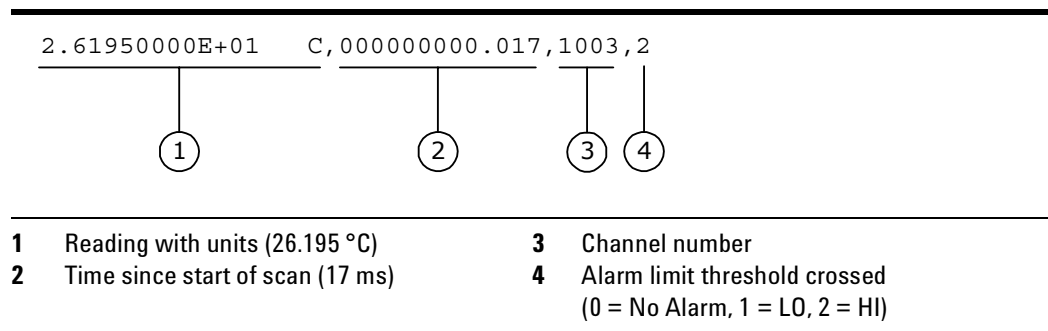 2.61950000E+01 C,000000000.017,1003,2
1 2 3 4
1 Reading with units (26.195 °C)
2 Time since start of scan (17 ms)
3 Channel number
4 Alarm limit threshold crossed
(0 = No Alarm, 1 = LO, 2 = HI)